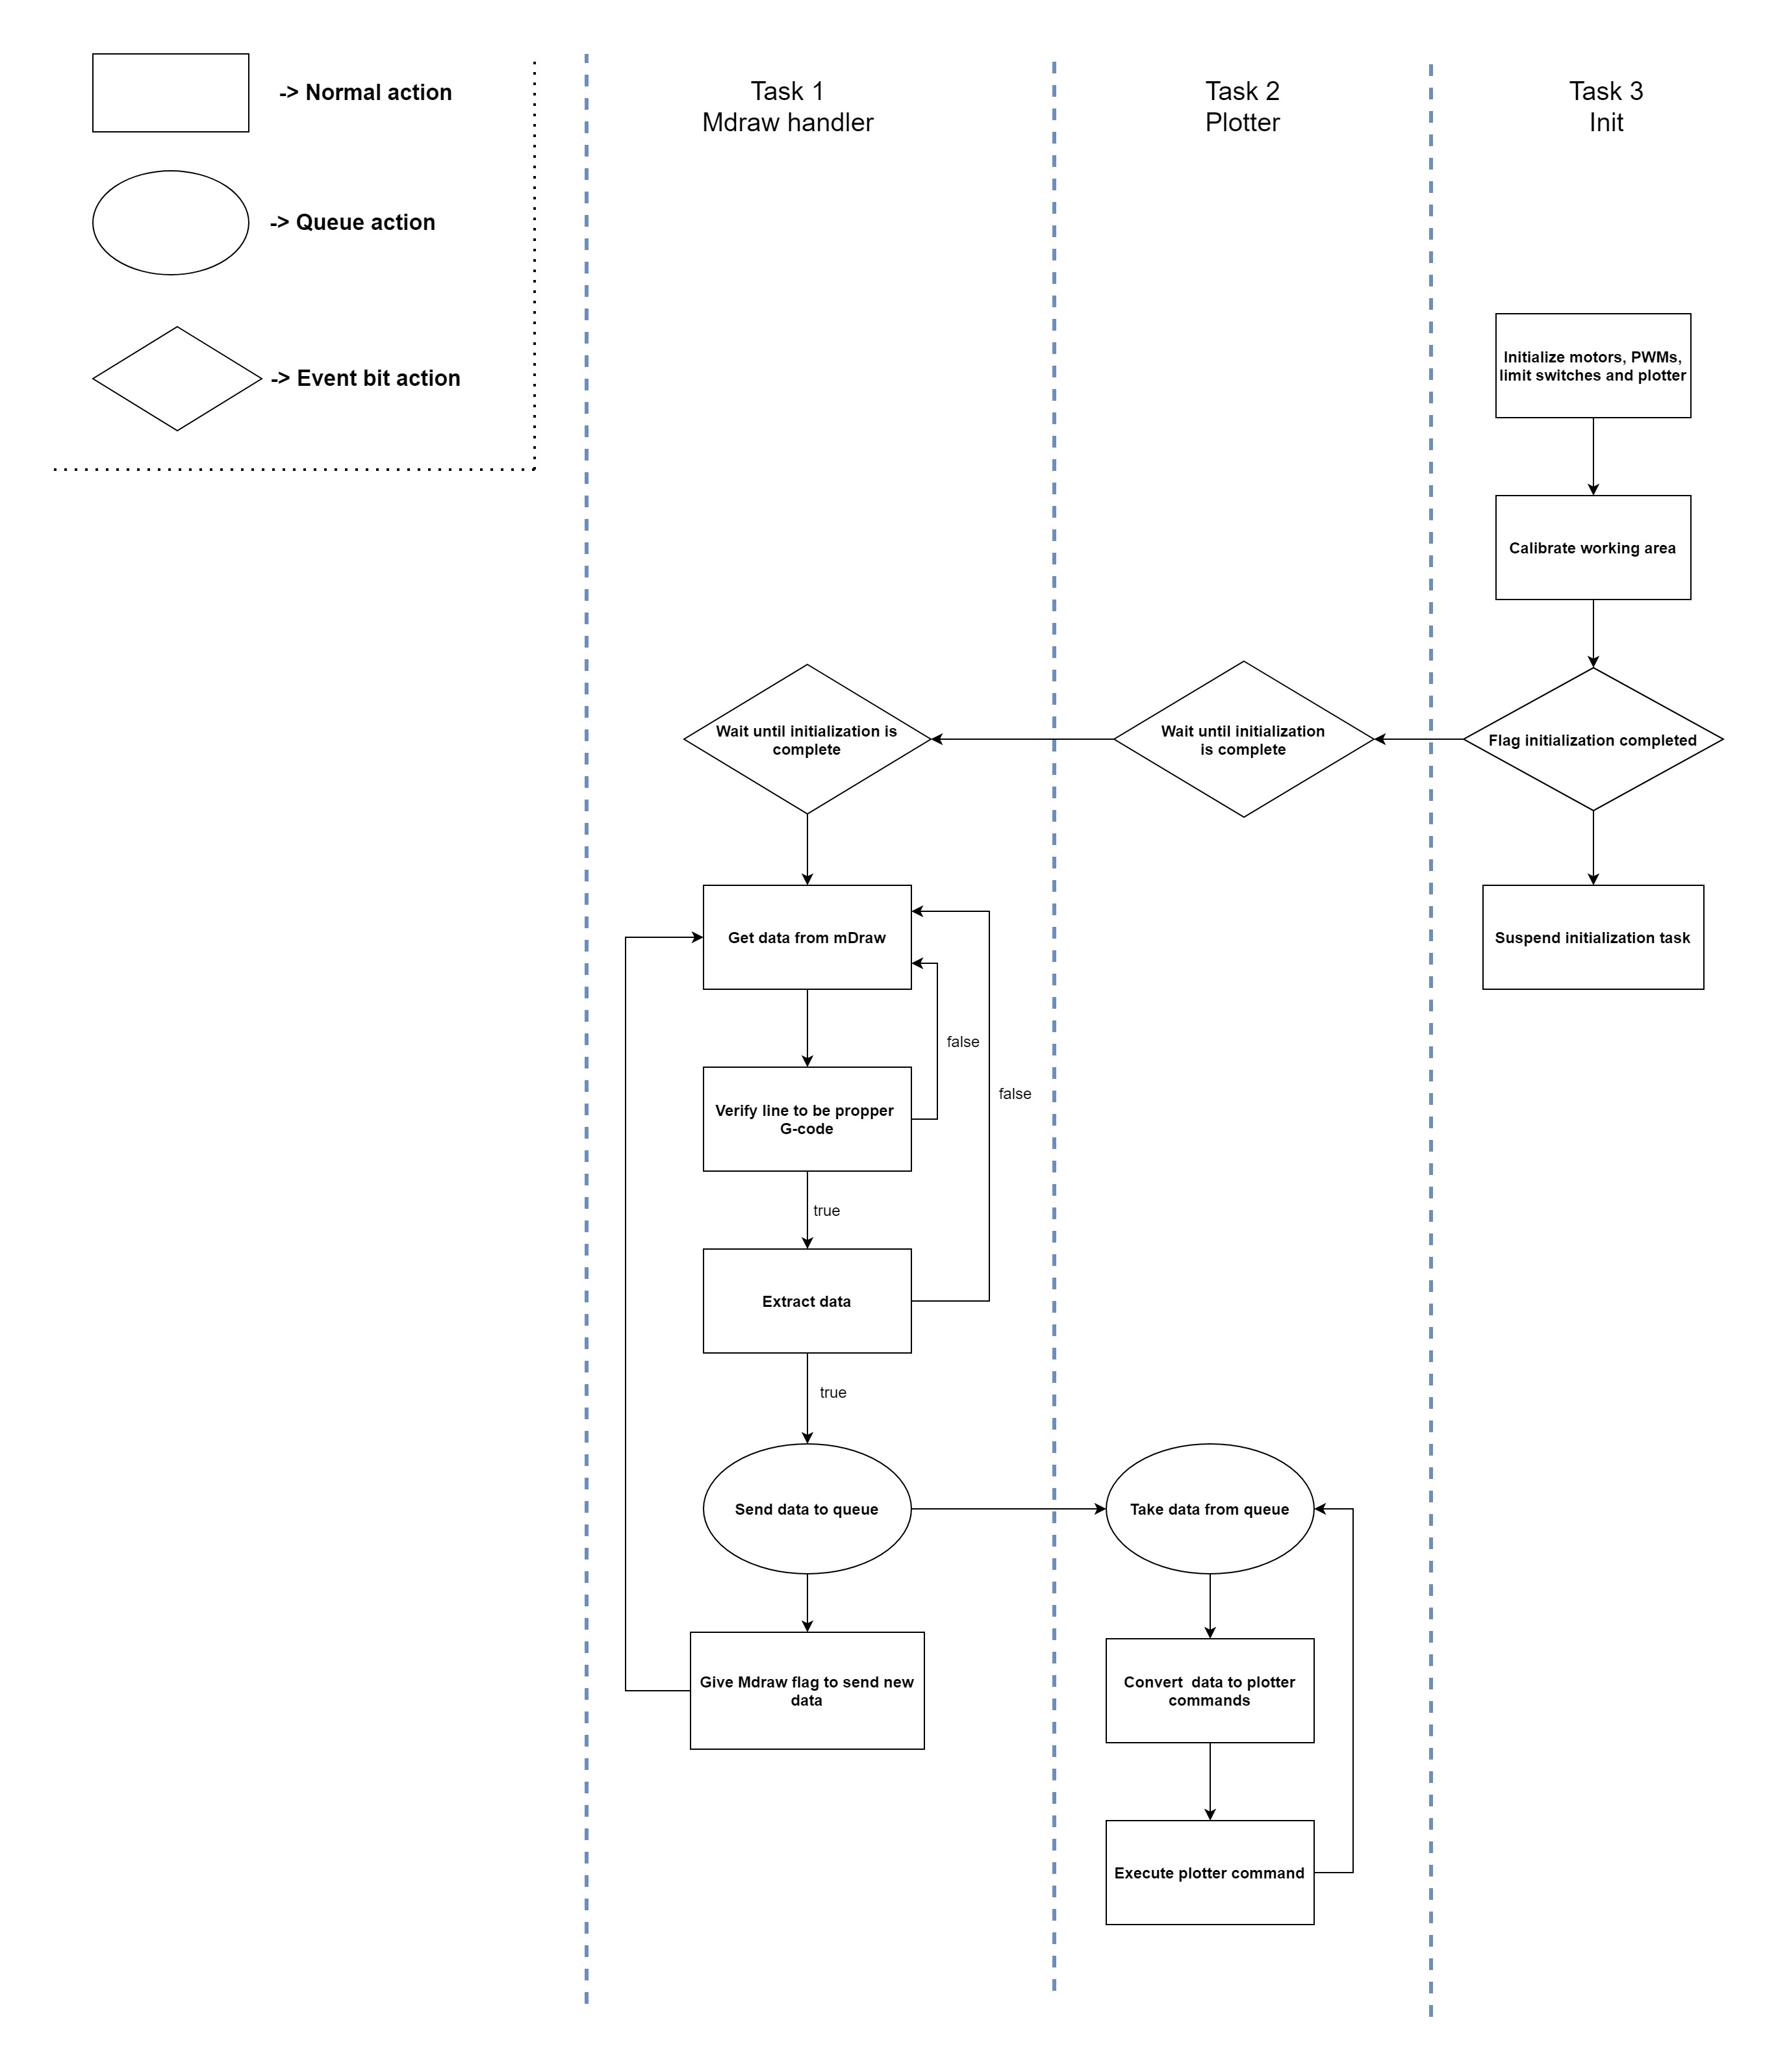 -> Normal action
-> Queue action
-> Event bit action
Task 1
Mdraw handler
Task 2
Plotter
Task 3
Init
Initialize motors, PWMs,
limit switches and plotter
Calibrate working area
Wait until initialization is
complete
Wait until initialization
is complete
Flag initialization completed
Get data from mDraw
Suspend initialization task
false
false
Verify line to be propper
G-code
true
Extract data
true
Send data to queue
Take data from queue
Give Mdraw flag to send new
data
Convert  data to plotter
commands
Execute plotter command